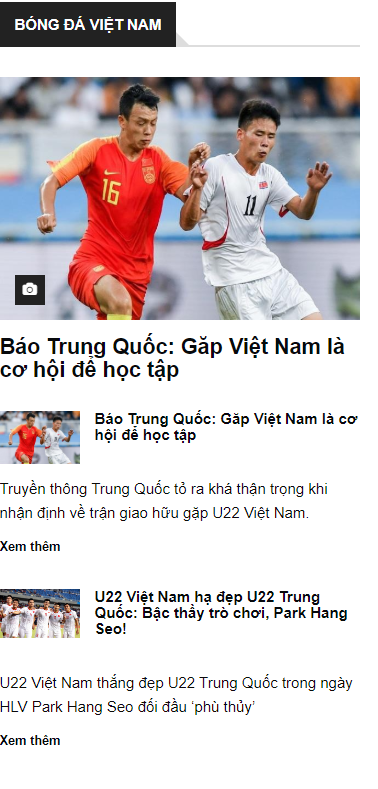 BÓNG ĐÁ VIỆT NAM
16
11
Báo Trung Quốc: Gặp Việt Nam là
cơ hội để học tập
Báo Trung Quốc: Gặp Việt Nam là cơ
hội để học tập
Truyền thông Trung Quốc tỏ ra khá thận trọng khi
nhận định về trận giao hữu gặp U22 Việt Nam.
Xem thêm
U22 Việt Nam hạ đẹp U22 Trung
Quốc: Bậc thầy trò chơi, Park Hang
Seo!
U22 Việt Nam thắng đẹp U22 Trung Quốc trong ngày
HLV Park Hang Seo đối đầu ‘phù thủy’
Xem thêm